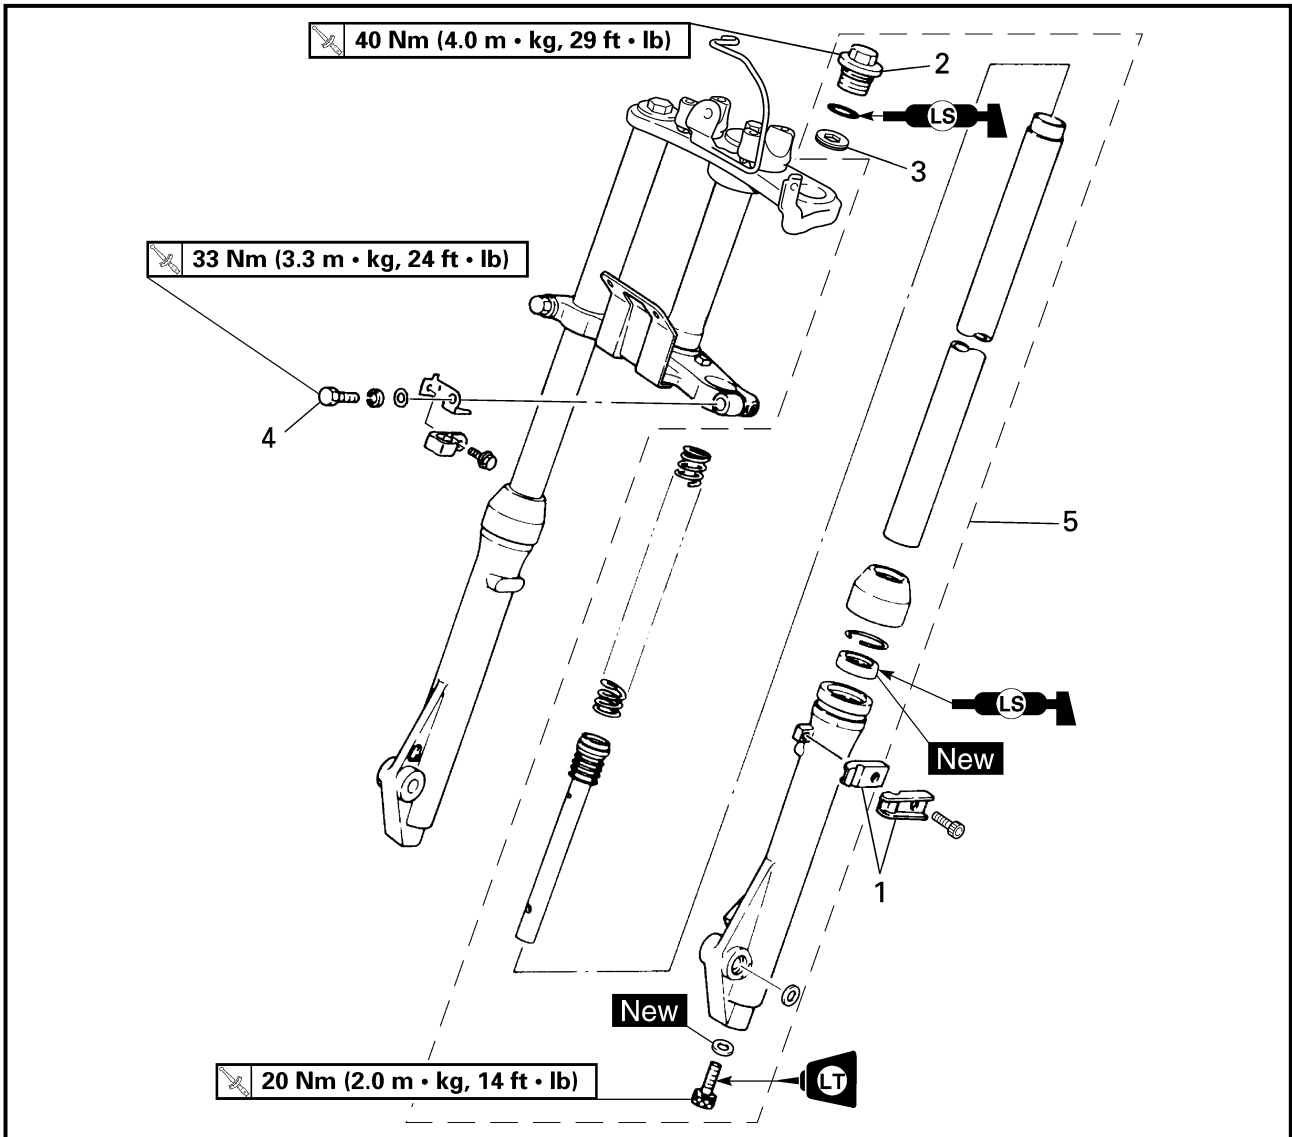 40 Nm (4.0 m • kg, 29 ft • lb)
2
LS
3
33 Nm (3.3 m • kg, 24 ft • lb)
4
5
LS
New
1
New
20 Nm (2.0 m • kg, 14 ft • lb)
LT